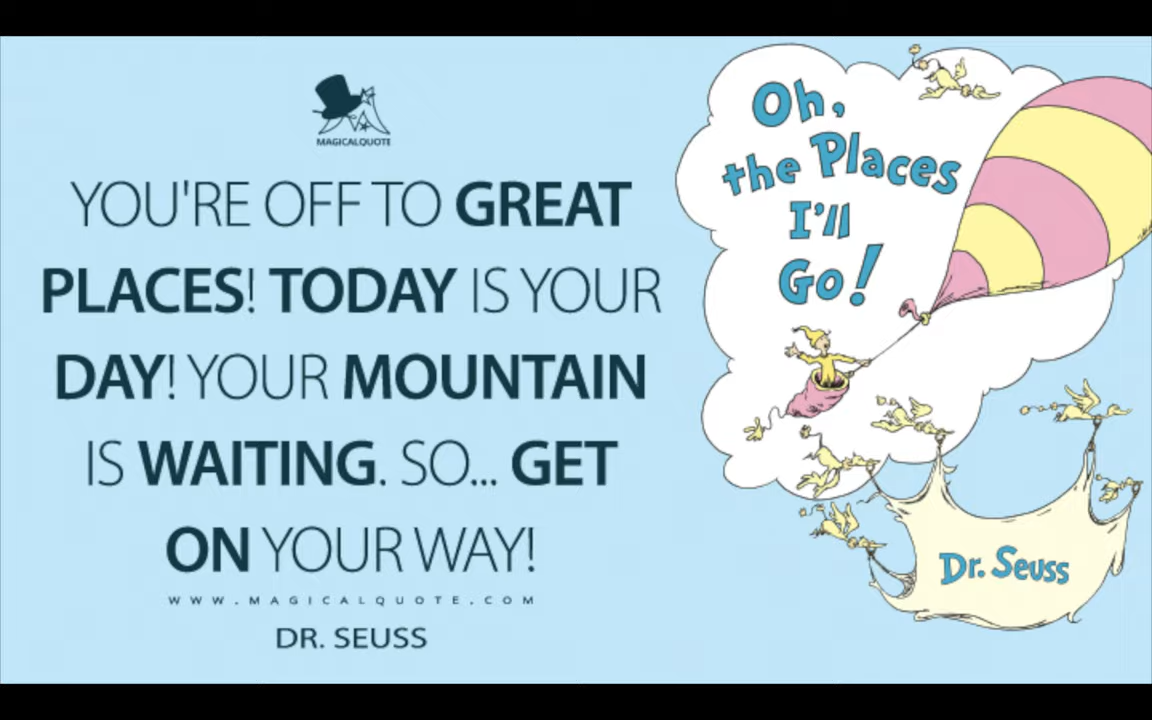 MAGICALQUOTE
YOU'RE OFF TO GREAT
PLACES! TODAY IS YOUR
DAY! YOUR MOUNTAIN
IS WAITING. SO... GET
ON YOUR WAY!
WWW.MAGICALQUOTE.COM
DR. SEUSS
Oh,
the Places
I'll
Go!
Dr. Seuss